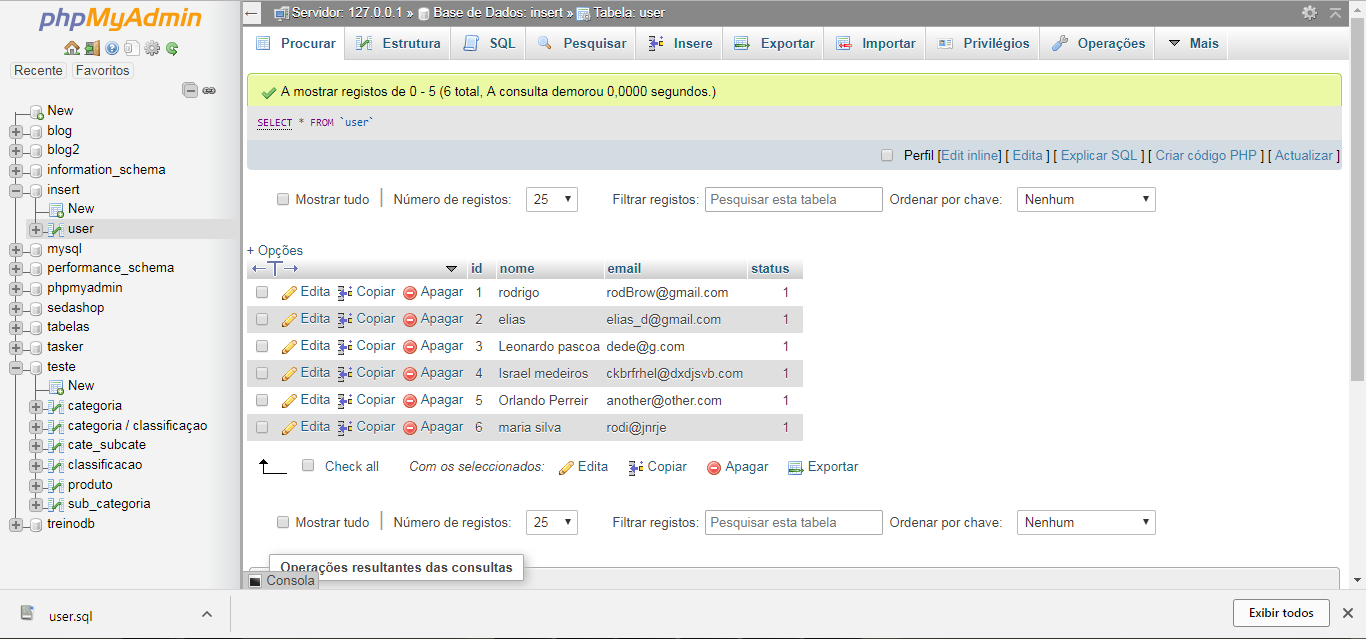 phpMyAdmin
Recente Favoritos
New
blog
blog2
information_schema
insert
New
user
mysql
performance_schema
phpmyadmin
sedashop
tabelas
tasker
teste
New
categoria
categoria / classificaçao
cate_subcate
classificacao
produto
sub_categoria
treinodb
Servidor: 127.0.0.1 » Base de Dados: insert » Tabela: user
Procurar Estrutura SQL Pesquisar Insere Exportar Importar Privilégios Operações Mais
A mostrar registos de 0 - 5 (6 total, A consulta demorou 0,0000 segundos.)
SELECT * FROM `user`
Perfil [Edit inline] [ Edita ] [ Explicar SQL ] [ Criar código PHP ] [ Actualizar ]
Mostrar tudo Número de registos: 25 Filtrar registos: Pesquisar esta tabela Ordenar por chave: Nenhum
+ Opções
←T→ id nome email status
Edita Copiar Apagar 1 rodrigo rodBrow@gmail.com 1
Edita Copiar Apagar 2 elias elias_d@gmail.com 1
Edita Copiar Apagar 3 Leonardo pascoa dede@g.com 1
Edita Copiar Apagar 4 Israel medeiros ckbrfrhel@dxdjsvb.com 1
Edita Copiar Apagar 5 Orlando Perreir another@other.com 1
Edita Copiar Apagar 6 maria silva rodi@jnrje 1
Check all Com os seleccionados: Edita Copiar Apagar Exportar
Mostrar tudo Número de registos: 25 Filtrar registos: Pesquisar esta tabela Ordenar por chave: Nenhum
Operações resultantes das consultas
Consola
user.sql Exibir todos